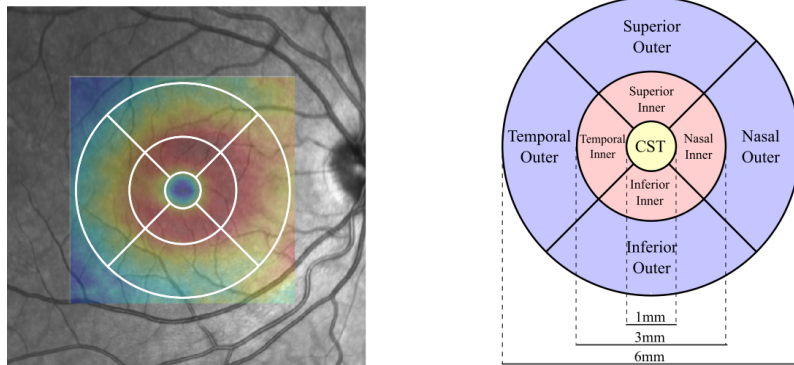 Superior
Outer
Superior
Inner
Temporal
Outer
Temporal
Inner
CST
Nasal
Inner
Nasal
Outer
Inferior
Inner
Inferior
Outer
1mm
3mm
6mm